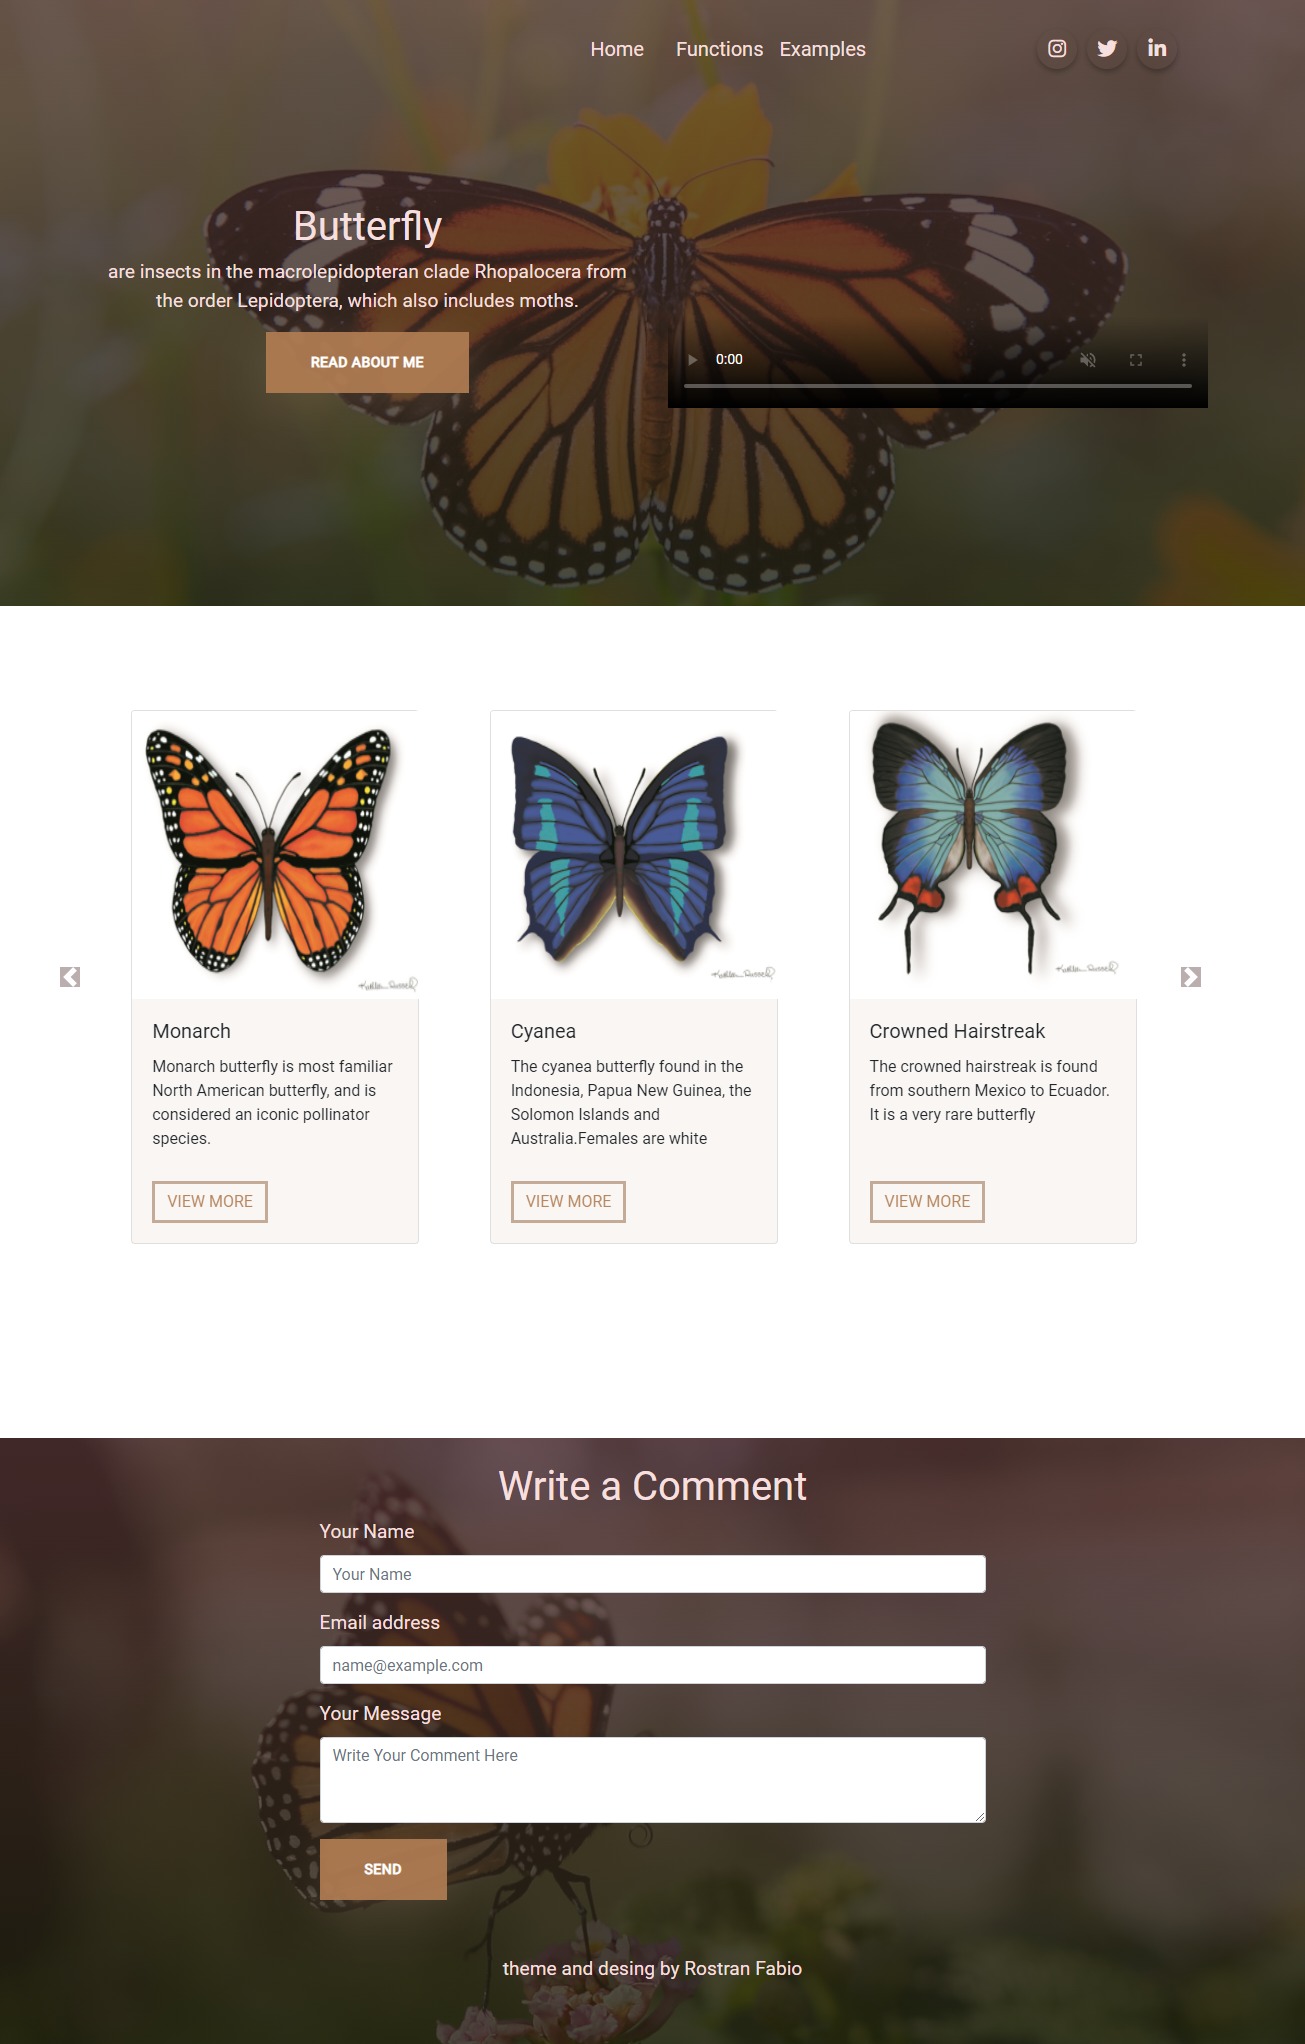 Home Functions Examples
Butterfly
are insects in the macrolepidopteran clade Rhopalocera from
the order Lepidoptera, which also includes moths.
READ ABOUT ME
0:00
Monarch
Monarch butterfly is most familiar
North American butterfly, and is
considered an iconic pollinator
species.
VIEW MORE
Cyanea
The cyanea butterfly found in the
Indonesia, Papua New Guinea, the
Solomon Islands and
Australia.Females are white
VIEW MORE
Crowned Hairstreak
The crowned hairstreak is found
from southern Mexico to Ecuador.
It is a very rare butterfly
VIEW MORE
Write a Comment
Your Name
Your Name
Email address
name@example.com
Your Message
Write Your Comment Here
SEND
theme and desing by Rostran Fabio